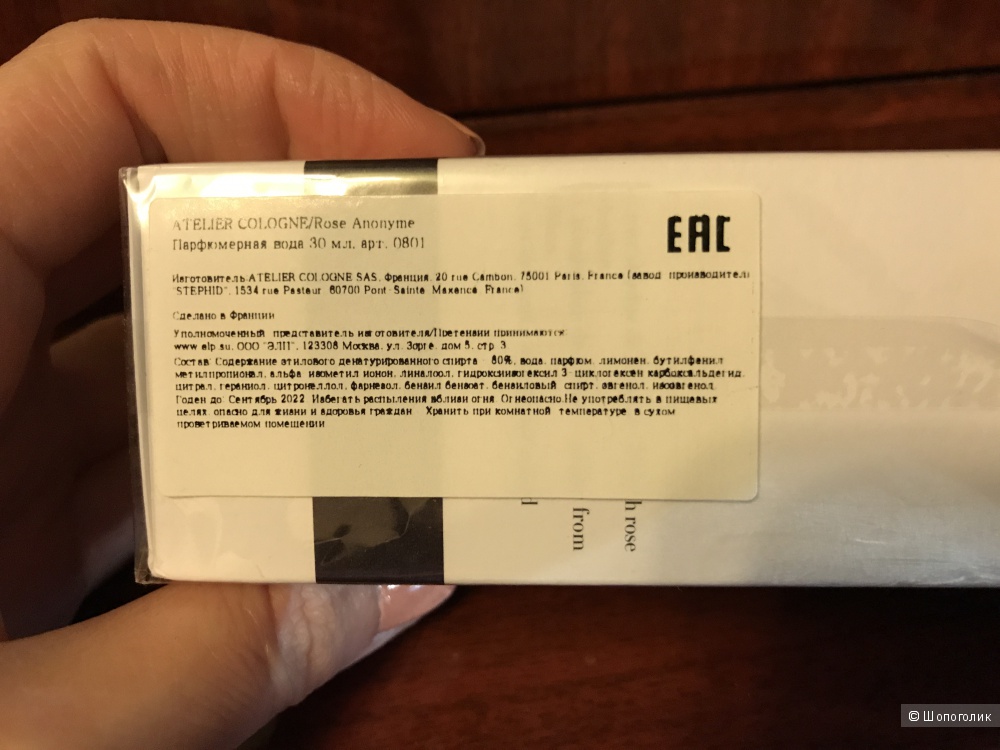 ATELIER COLOGNE/Rose Anonyme
Парфюмерная вода 30 мл, арт. 0801
EAC
Изготовитель:ATELIER COLOGNE SAS, Франция, 20 rue Cambon, 75001 Paris, France (завод производитель
"STEPHID", 1534 rue Pasteur, 60700 Pont-Sainte Maxence, France)
Сделано в Франции
Уполномоченный представитель изготовителя/Претензии принимаются:
www.elp.su, ООО "ЭЛП", 123308 Москва, ул. Зорге, дом 5, стр. 3
Состав: Содержание этилового денатурированного спирта - 80%, вода, парфюм, лимонен, бутилфенил
метилпропионал, альфа изометил ионон, линалоол, гидроксиизогексил 3-циклогексен карбоксальдегид,
цитрал, гераниол, цитронеллол, фарнезол, бензил бензоат, бензиловый спирт, эвгенол, изоэвгенол.
Годен до: Сентябрь 2022 Избегать распыления вблизи огня. Огнеопасно.Не употреблять в пищевых
целях, опасно для жизни и здоровья граждан. Хранить при комнатной температуре в сухом
проветриваемом помещении
h rose
from
d
© Шопоголик